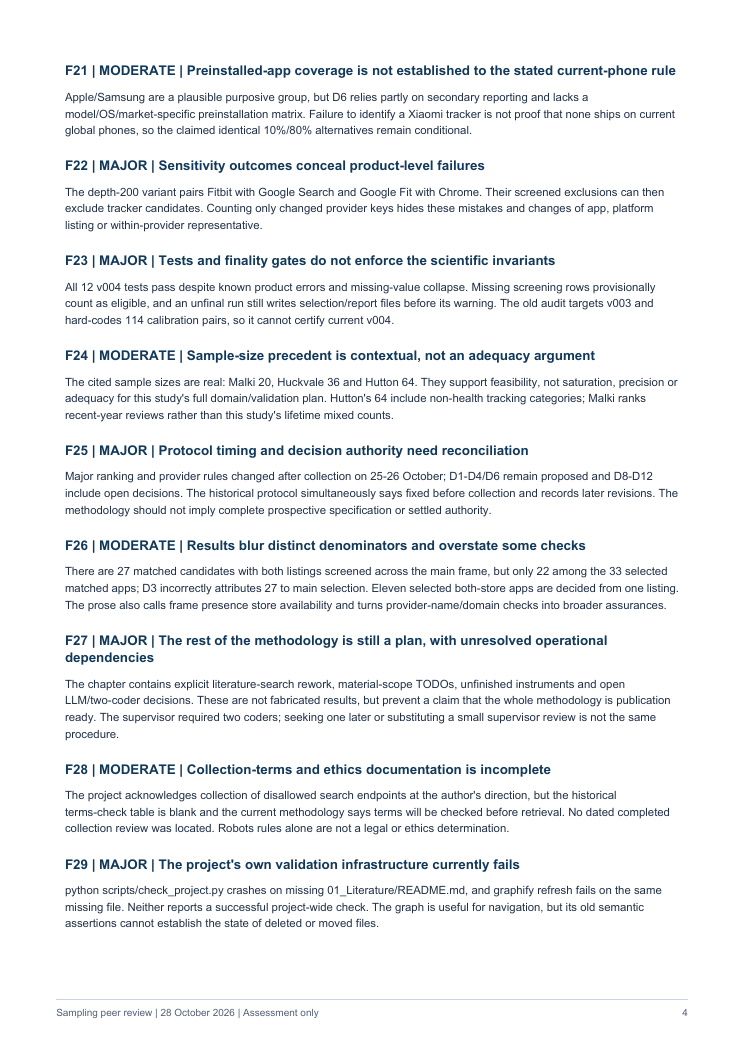 F21 | MODERATE | Preinstalled-app coverage is not established to the stated current-phone rule
Apple/Samsung are a plausible purposive group, but D6 relies partly on secondary reporting and lacks a
model/OS/market-specific preinstallation matrix. Failure to identify a Xiaomi tracker is not proof that none ships on current
global phones, so the claimed identical 10%/80% alternatives remain conditional.
F22 | MAJOR | Sensitivity outcomes conceal product-level failures
The depth-200 variant pairs Fitbit with Google Search and Google Fit with Chrome. Their screened exclusions can then
exclude tracker candidates. Counting only changed provider keys hides these mistakes and changes of app, platform
listing or within-provider representative.
F23 | MAJOR | Tests and finality gates do not enforce the scientific invariants
All 12 v004 tests pass despite known product errors and missing-value collapse. Missing screening rows provisionally
count as eligible, and an unfinal run still writes selection/report files before its warning. The old audit targets v003 and
hard-codes 114 calibration pairs, so it cannot certify current v004.
F24 | MODERATE | Sample-size precedent is contextual, not an adequacy argument
The cited sample sizes are real: Malki 20, Huckvale 36 and Hutton 64. They support feasibility, not saturation, precision or
adequacy for this study's full domain/validation plan. Hutton's 64 include non-health tracking categories; Malki ranks
recent-year reviews rather than this study's lifetime mixed counts.
F25 | MAJOR | Protocol timing and decision authority need reconciliation
Major ranking and provider rules changed after collection on 25-26 October; D1-D4/D6 remain proposed and D8-D12
include open decisions. The historical protocol simultaneously says fixed before collection and records later revisions. The
methodology should not imply complete prospective specification or settled authority.
F26 | MODERATE | Results blur distinct denominators and overstate some checks
There are 27 matched candidates with both listings screened across the main frame, but only 22 among the 33 selected
matched apps; D3 incorrectly attributes 27 to main selection. Eleven selected both-store apps are decided from one listing.
The prose also calls frame presence store availability and turns provider-name/domain checks into broader assurances.
F27 | MAJOR | The rest of the methodology is still a plan, with unresolved operational
dependencies
The chapter contains explicit literature-search rework, material-scope TODOs, unfinished instruments and open
LLM/two-coder decisions. These are not fabricated results, but prevent a claim that the whole methodology is publication
ready. The supervisor required two coders; seeking one later or substituting a small supervisor review is not the same
procedure.
F28 | MODERATE | Collection-terms and ethics documentation is incomplete
The project acknowledges collection of disallowed search endpoints at the author's direction, but the historical
terms-check table is blank and the current methodology says terms will be checked before retrieval. No dated completed
collection review was located. Robots rules alone are not a legal or ethics determination.
F29 | MAJOR | The project's own validation infrastructure currently fails
python scripts/check_project.py crashes on missing 01_Literature/README.md, and graphify refresh fails on the same
missing file. Neither reports a successful project-wide check. The graph is useful for navigation, but its old semantic
assertions cannot establish the state of deleted or moved files.
Sampling peer review | 28 October 2026 | Assessment only
4